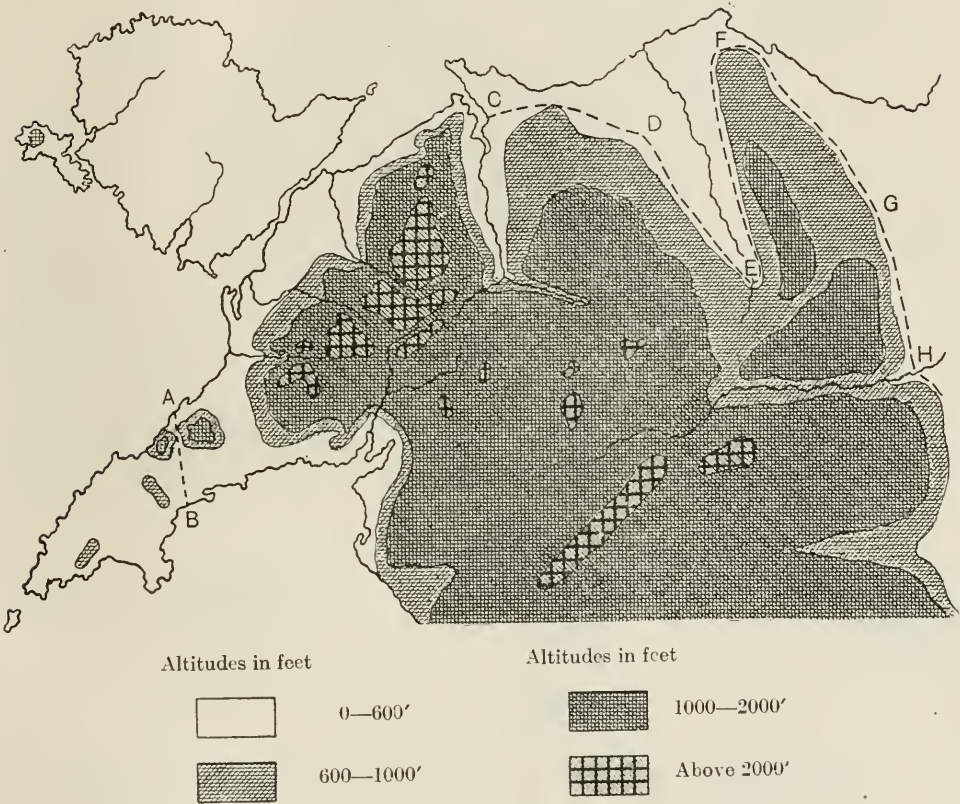 F
C
D
G
E
H
A
B
Altitudes in feet
0—600′
600—1000′
Altitudes in feet
1000—2000′
Above 2000′